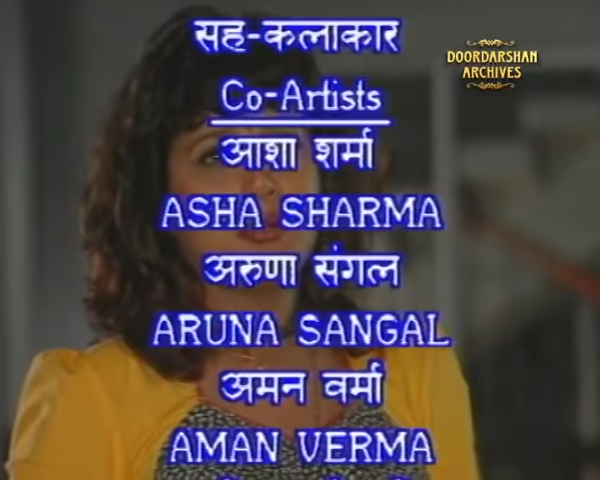 सह-कलाकार
DOORDARSHAN
ARCHIVES
Co-Artists
आशा शर्मा
ASHA SHARMA
अरुणा संगल
ARUNA SANGAL
अमन वर्मा
AMAN VERMA